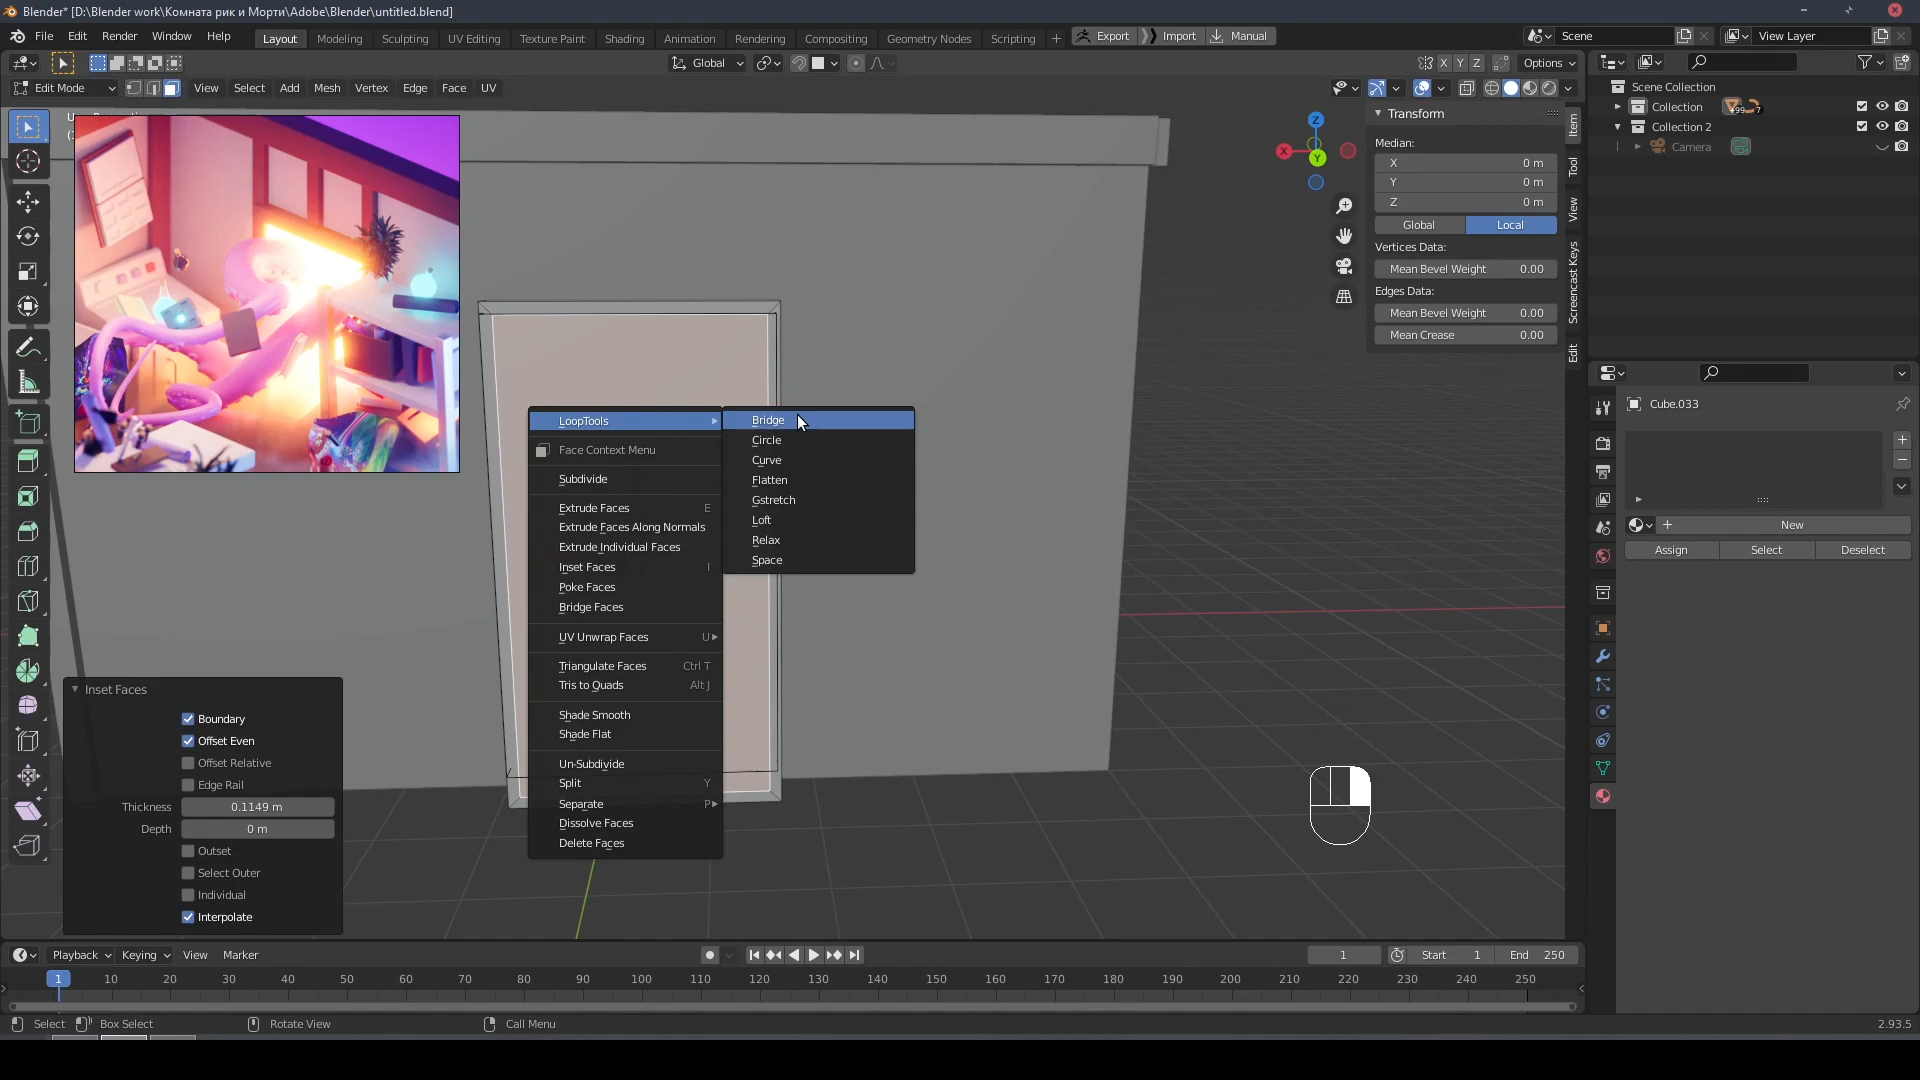 Blender* [D:\Blender work\Комната рик и Морти\Adobe\Blender\untitled.blend]
File Edit Render Window Help Layout Modeling Sculpting UV Editing Texture Paint Shading Animation Rendering Compositing Geometry Nodes Scripting + Export Import Manual Scene View Layer
Global X Y Z Options
Edit Mode View Select Add Mesh Vertex Edge Face UV
Scene Collection
Collection 99 7
Collection 2
Camera
Transform
Median:
X 0 m
Y 0 m
Z 0 m
Global Local
Vertices Data:
Mean Bevel Weight 0.00
Edges Data:
Mean Bevel Weight 0.00
Mean Crease 0.00
Item
Tool
View
Screencast Keys
Edit
Z
X
Y
Cube.033
New
Assign Select Deselect
LoopTools
Face Context Menu
Subdivide
Extrude Faces E
Extrude Faces Along Normals
Extrude Individual Faces
Inset Faces I
Poke Faces
Bridge Faces
UV Unwrap Faces U
Triangulate Faces Ctrl T
Tris to Quads Alt J
Shade Smooth
Shade Flat
Un-Subdivide
Split Y
Separate P
Dissolve Faces
Delete Faces
Bridge
Circle
Curve
Flatten
Gstretch
Loft
Relax
Space
Inset Faces
Boundary
Offset Even
Offset Relative
Edge Rail
Thickness 0.1149 m
Depth 0 m
Outset
Select Outer
Individual
Interpolate
Playback Keying View Marker 1 Start 1 End 250
1 10 20 30 40 50 60 70 80 90 100 110 120 130 140 150 160 170 180 190 200 210 220 230 240 250
Select Box Select Rotate View Call Menu 2.93.5